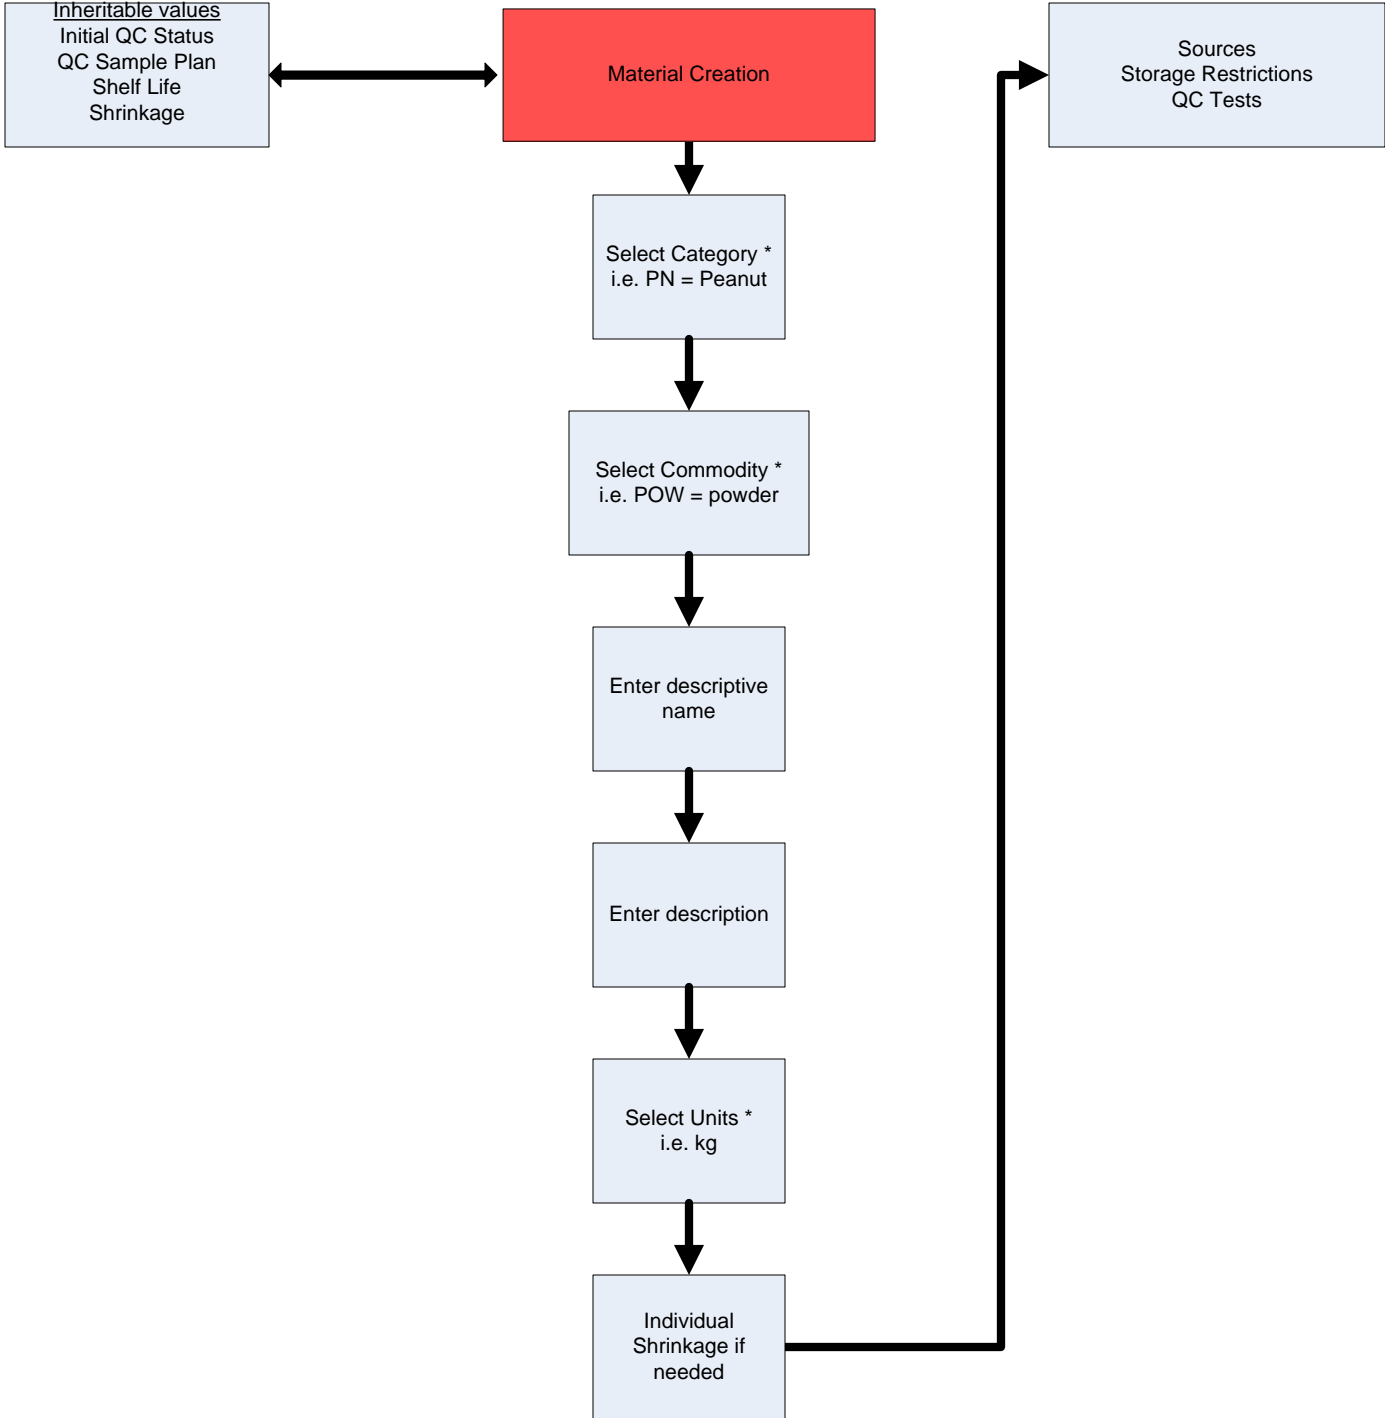 Inheritable values
Initial QC Status
QC Sample Plan
Shelf Life
Shrinkage
Material Creation
Sources
Storage Restrictions
QC Tests
Select Category *
i.e. PN = Peanut
Select Commodity *
i.e. POW = powder
Enter descriptive
name
Enter description
Select Units *
i.e. kg
Individual
Shrinkage if
needed